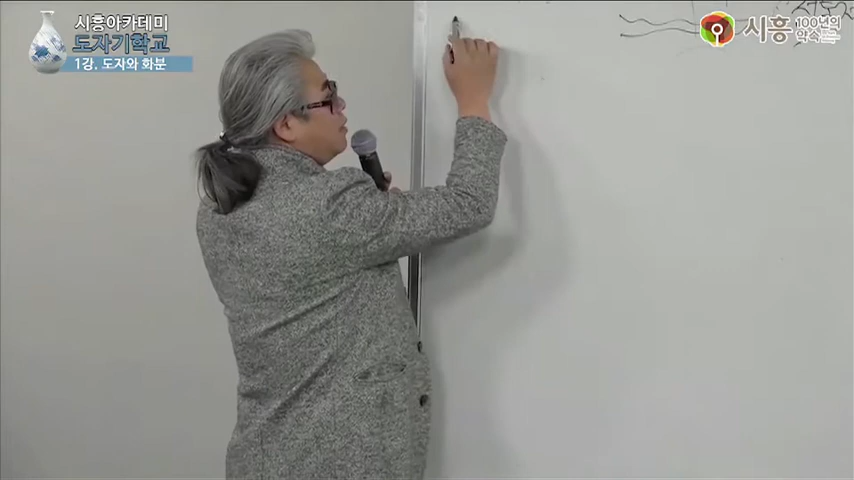 시흥아카데미
도자기학교
1강. 도자와 화분
시흥 100년의
약속